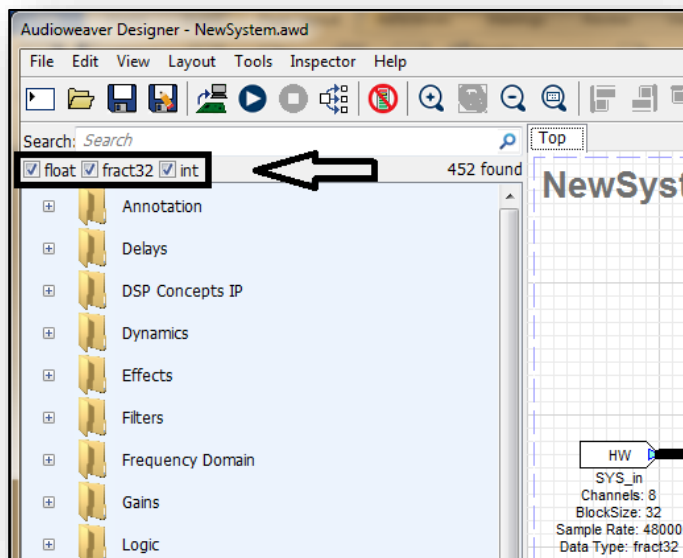 Audioweaver Designer - NewSystem.awd
File Edit View Layout Tools Inspector Help
Search: Search
float fract32 int 452 found
Top
Annotation
Delays
DSP Concepts IP
Dynamics
Effects
Filters
Frequency Domain
Gains
Logic
NewSyst
HW
SYS_in
Channels: 8
BlockSize: 32
Sample Rate: 48000
Data Type: fract32